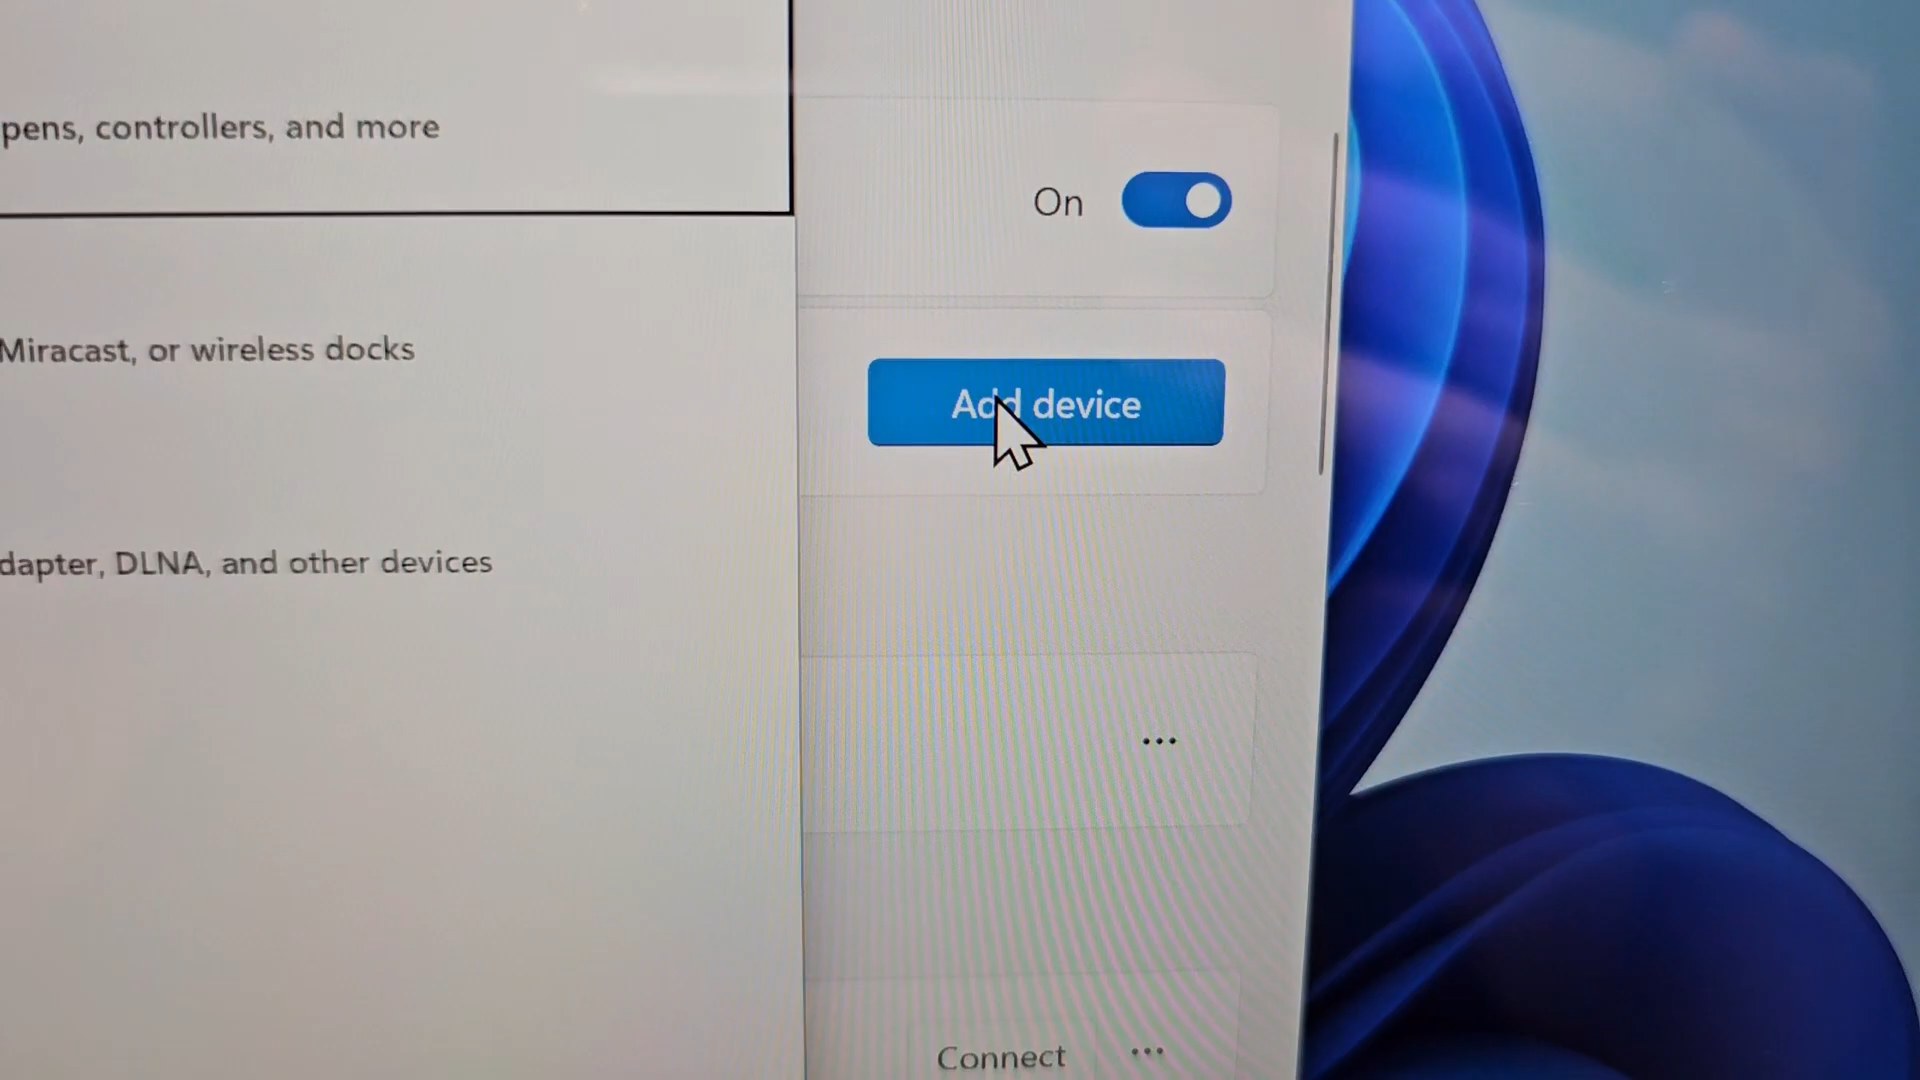 pens, controllers, and more
On
Miracast, or wireless docks
Add device
dapter, DLNA, and other devices
Connect